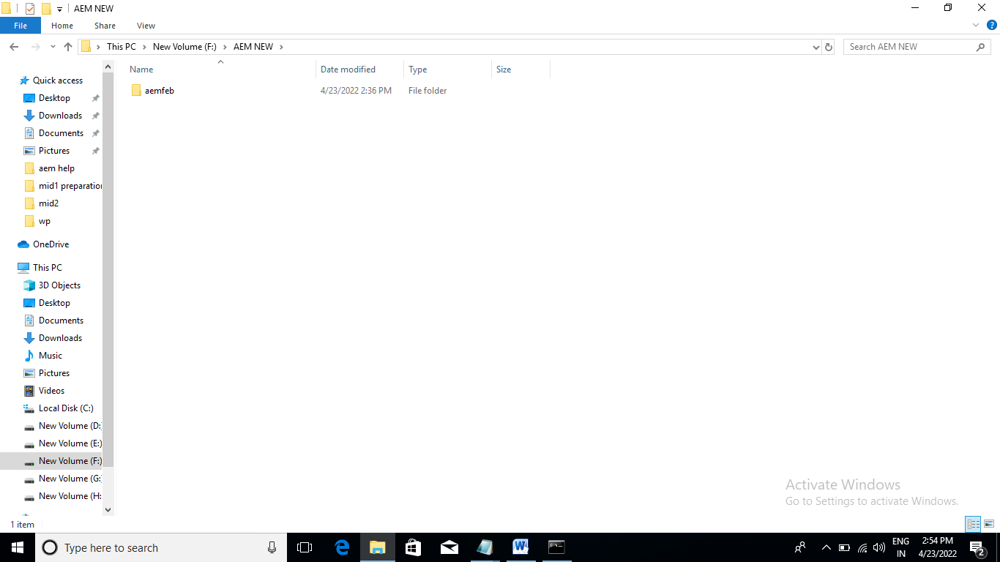 AEM NEW
File Home Share View
This PC New Volume (F:) AEM NEW
Search AEM NEW
Name Date modified Type Size
aemfeb 4/23/2022 2:36 PM File folder
Quick access
Desktop
Downloads
Documents
Pictures
aem help
mid1 preparation
mid2
wp
OneDrive
This PC
3D Objects
Desktop
Documents
Downloads
Music
Pictures
Videos
Local Disk (C:)
New Volume (D:
New Volume (E:)
New Volume (F:)
New Volume (G:
New Volume (H:
Activate Windows
Go to Settings to activate Windows.
1 item
Type here to search
ENG
IN
2:54 PM
4/23/2022
2